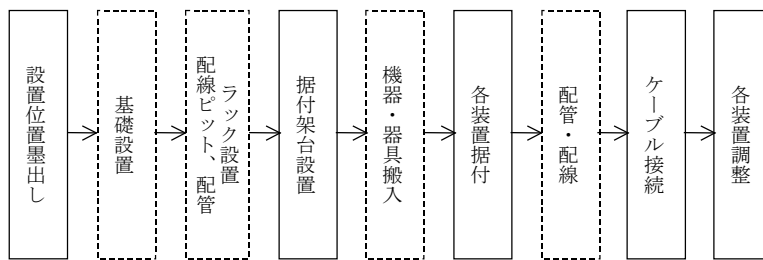 設置位置墨出し
基礎設置
ラック設置
配線ピット、配管
据付架台設置
機器・器具搬入
各装置据付
配管・配線
ケーブル接続
各装置調整